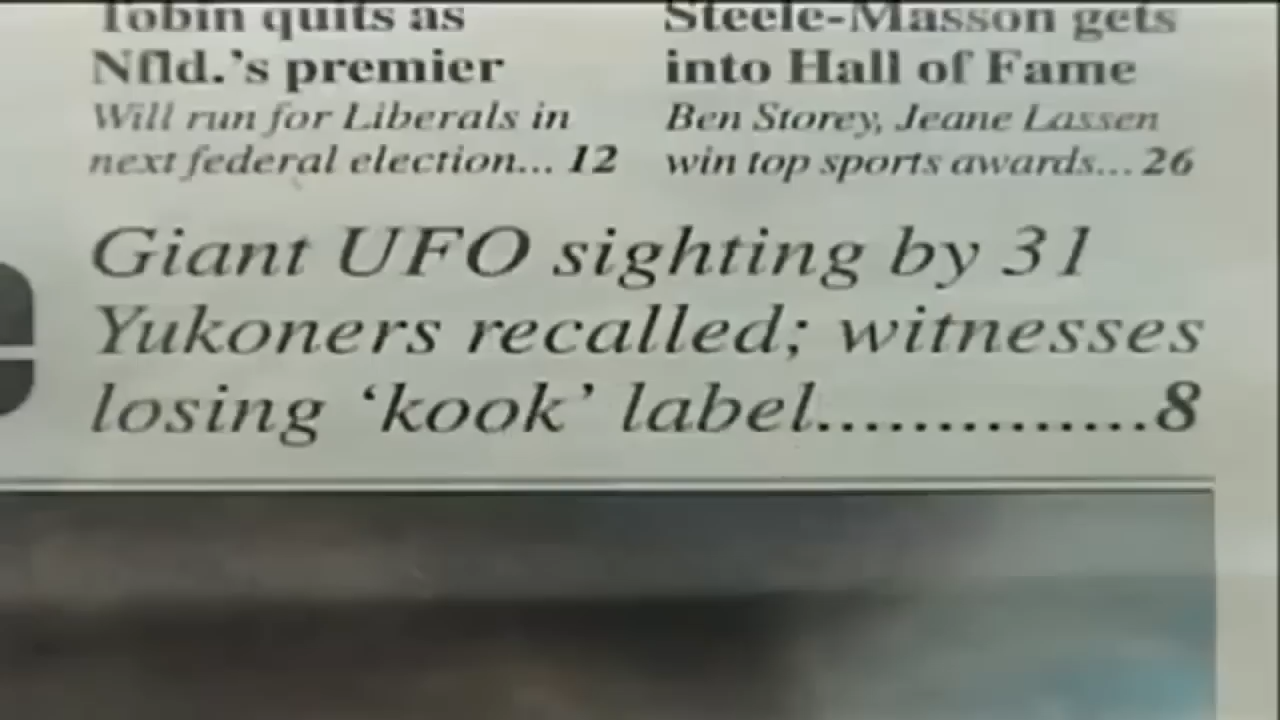 Tobin quits as
Nfld.'s premier
Will run for Liberals in
next federal election... 12
Steele-Masson gets
into Hall of Fame
Ben Storey, Jeane Lassen
win top sports awards... 26
Giant UFO sighting by 31
Yukoners recalled; witnesses
losing ‘kook’ label..............8